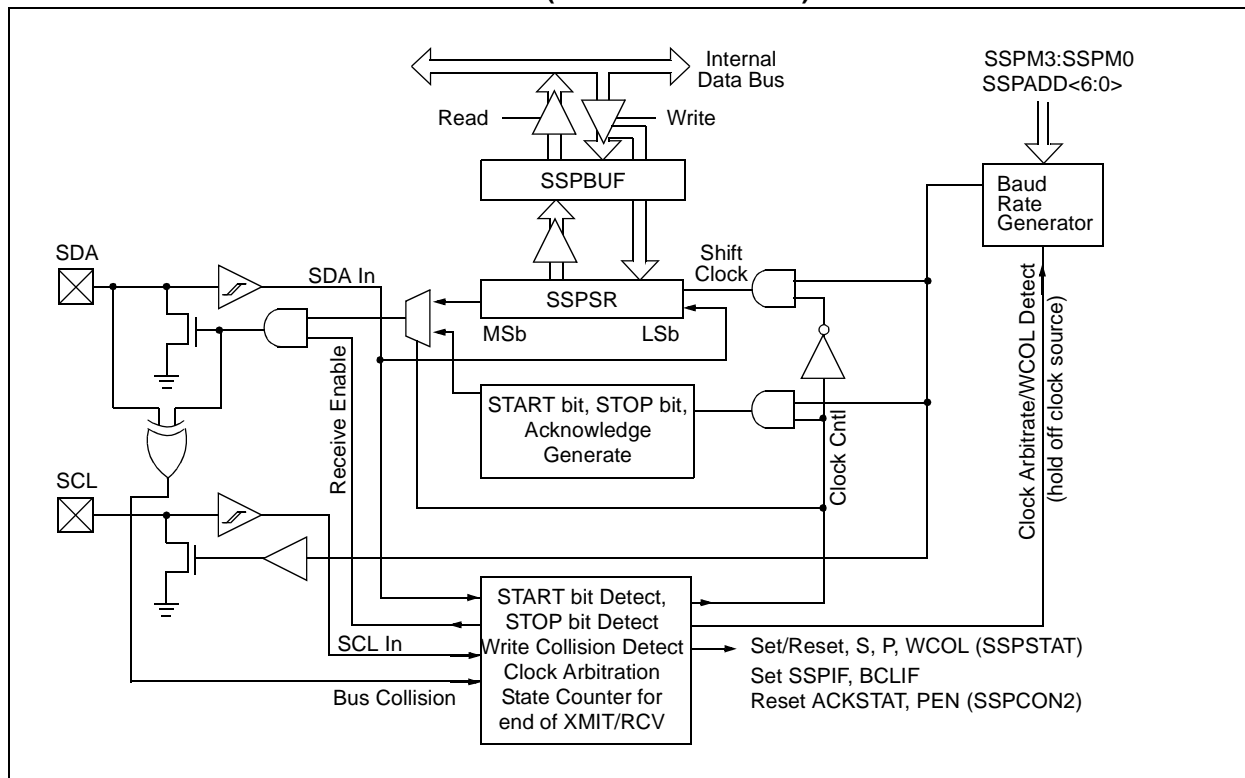 Internal
Data Bus
SSPM3:SSPM0
SSPADD<6:0>
Read
Write
SSPBUF
Baud
Rate
Generator
SDA
SDA In
Shift
Clock
SSPSR
MSb
LSb
START bit, STOP bit,
Acknowledge
Generate
Receive Enable
Clock Cntl
Clock Arbitrate/WCOL Detect
(hold off clock source)
SCL
SCL In
Bus Collision
START bit Detect,
STOP bit Detect
Write Collision Detect
Clock Arbitration
State Counter for
end of XMIT/RCV
Set/Reset, S, P, WCOL (SSPSTAT)
Set SSPIF, BCLIF
Reset ACKSTAT, PEN (SSPCON2)